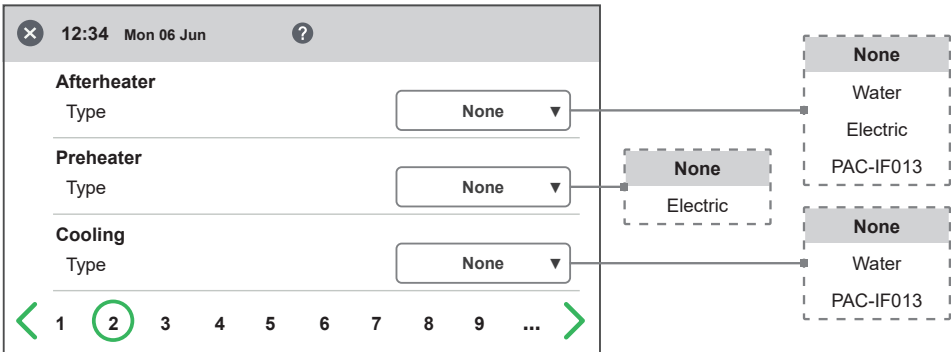 12:34 Mon 06 Jun ?
Afterheater
Type None ▼
Preheater
Type None ▼
Cooling
Type None ▼
1 2 3 4 5 6 7 8 9 ...
None
Water
Electric
PAC-IF013
None
Electric
None
Water
PAC-IF013